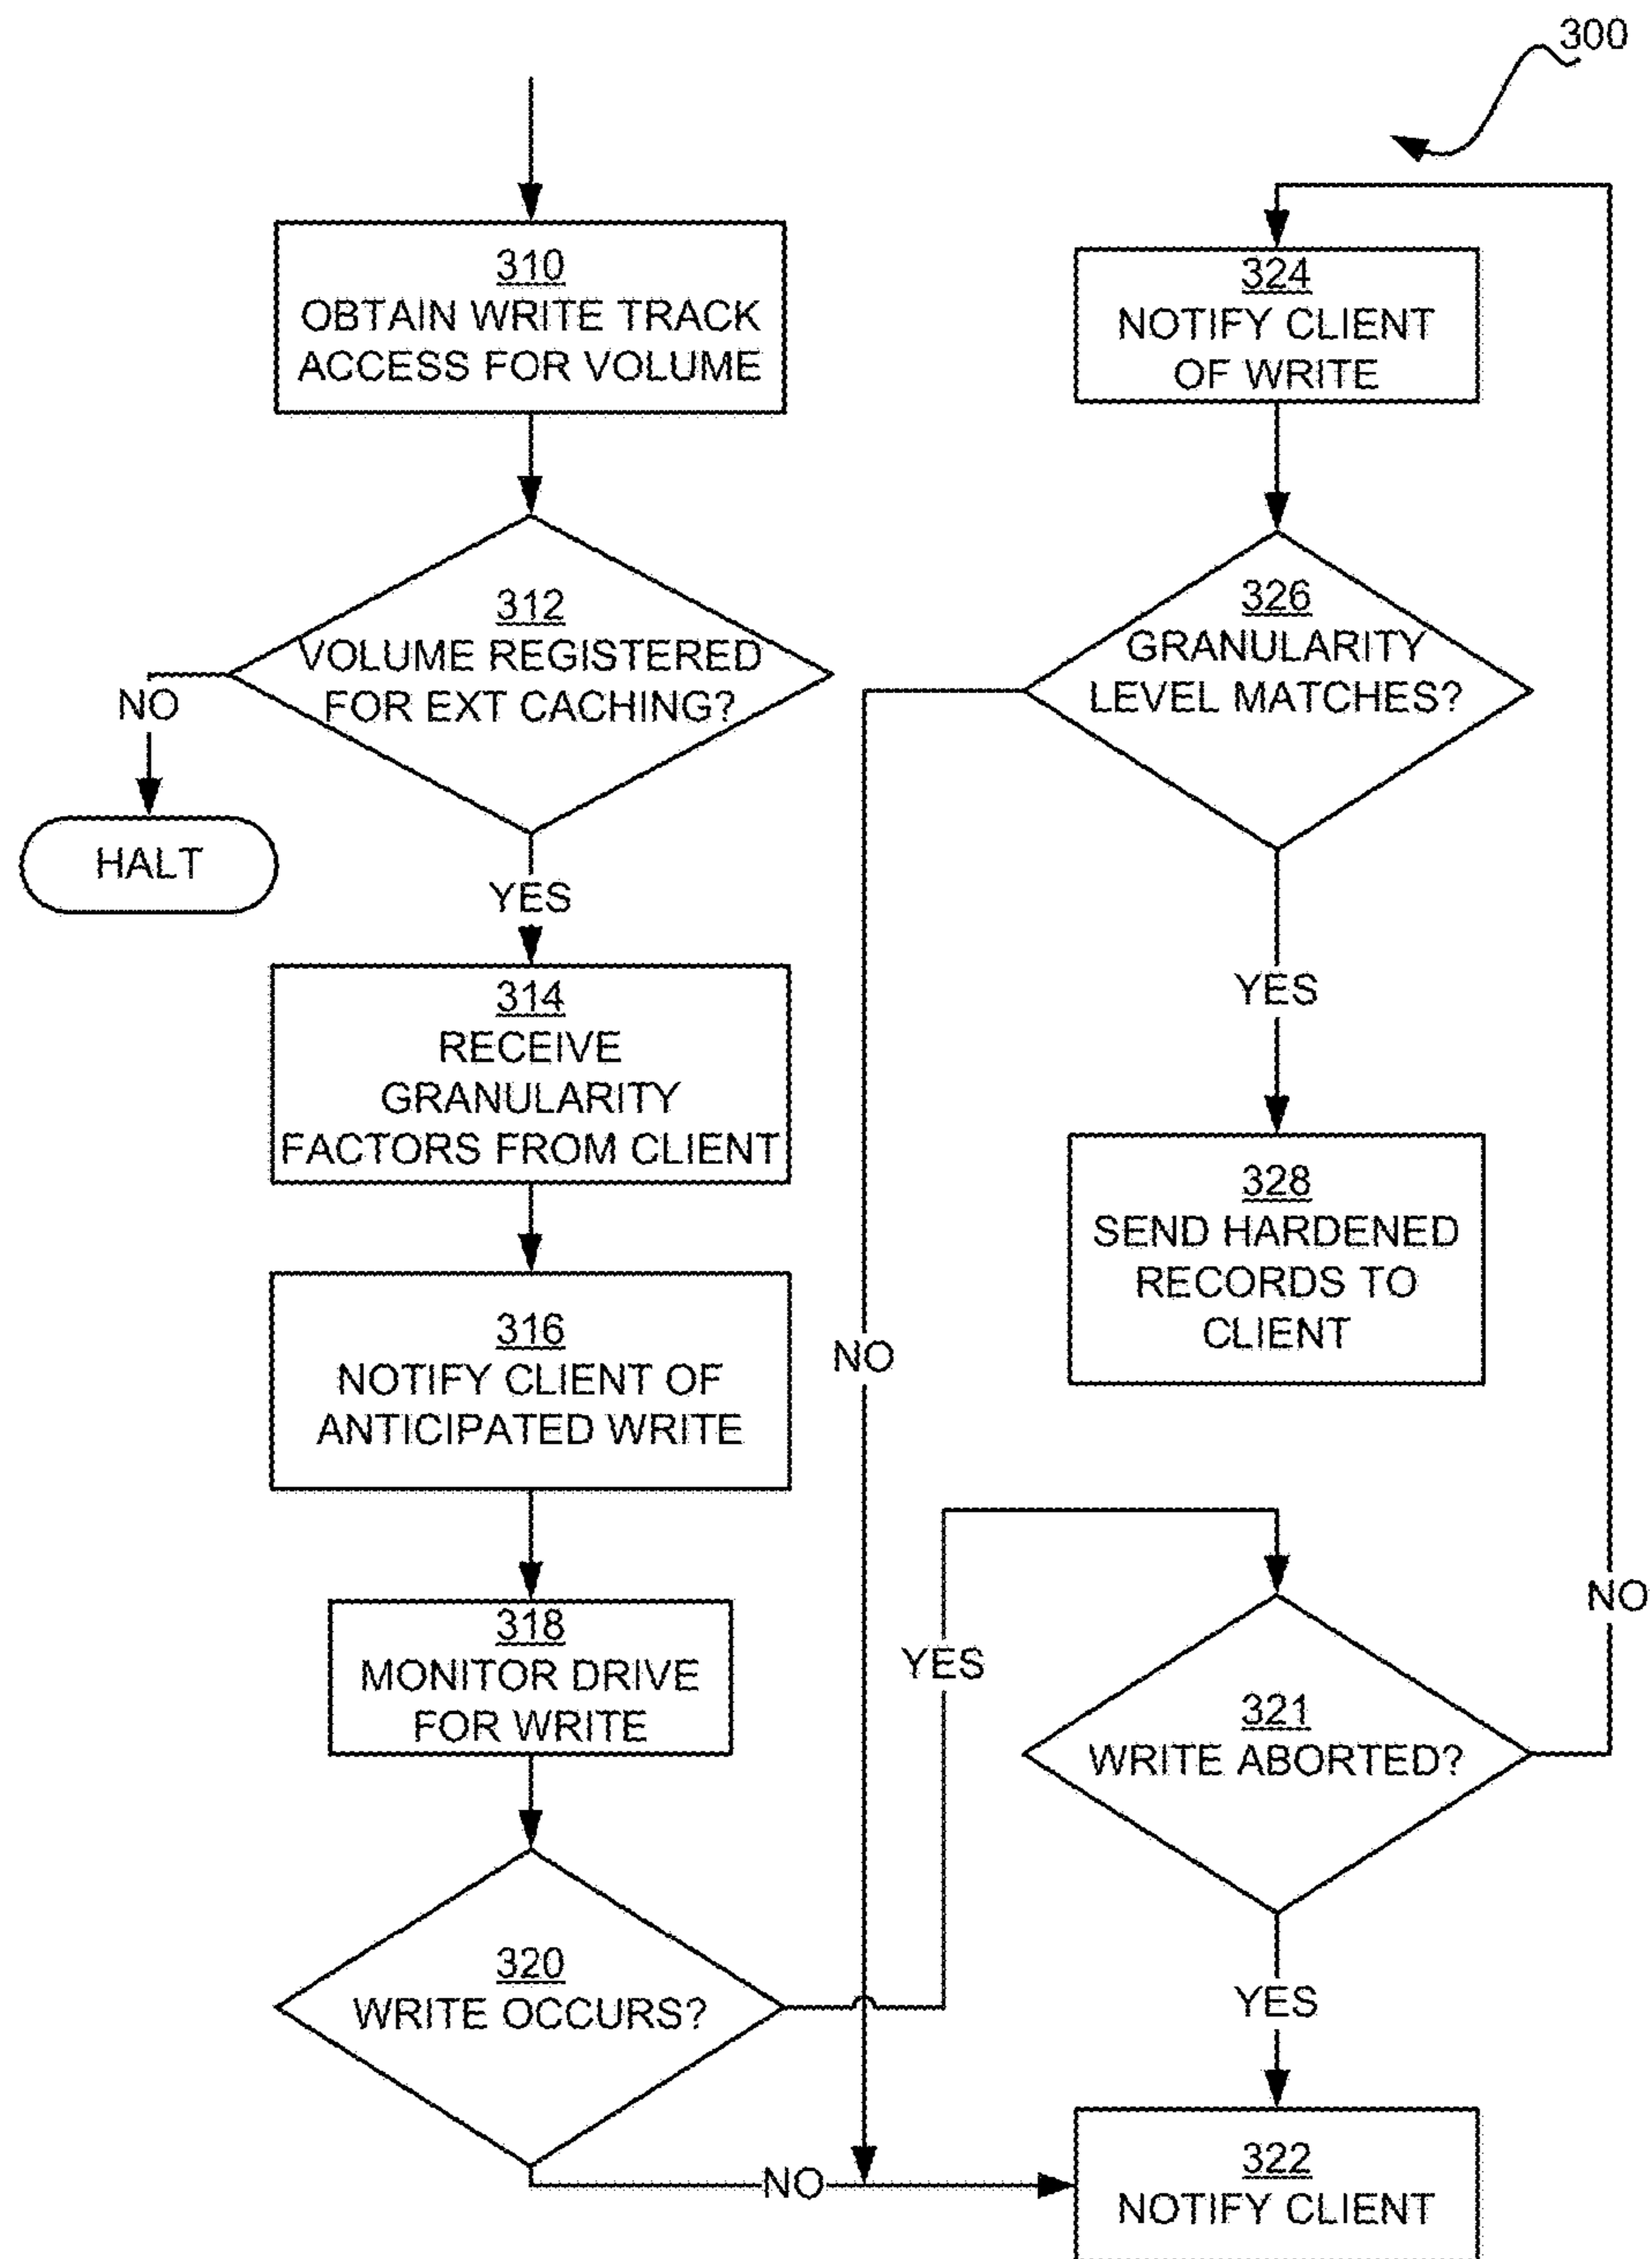 300
310
OBTAIN WRITE TRACK
ACCESS FOR VOLUME
312
VOLUME REGISTERED
FOR EXT CACHING?
NO
HALT
YES
314
RECEIVE
GRANULARITY
FACTORS FROM CLIENT
316
NOTIFY CLIENT OF
ANTICIPATED WRITE
318
MONITOR DRIVE
FOR WRITE
320
WRITE OCCURS?
YES
NO
321
WRITE ABORTED?
NO
YES
322
NOTIFY CLIENT
324
NOTIFY CLIENT
OF WRITE
326
GRANULARITY
LEVEL MATCHES?
NO
YES
328
SEND HARDENED
RECORDS TO
CLIENT